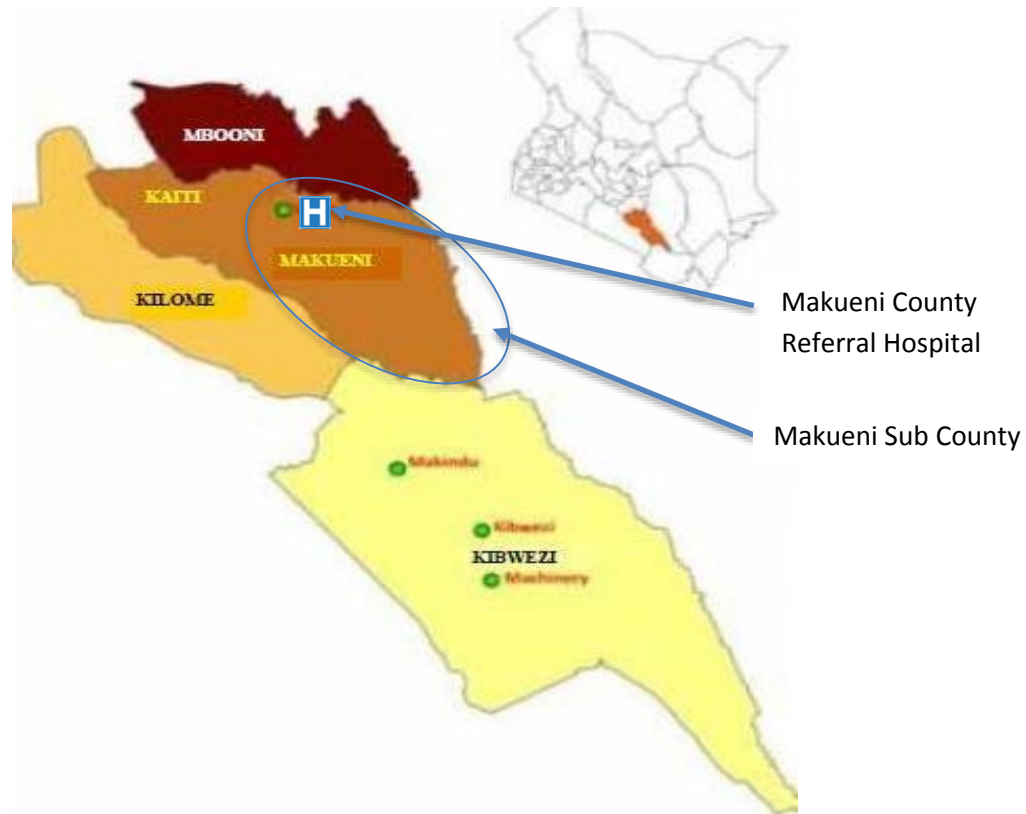 MBOONI
KAITI
H
MAKUENI
KILOME
Makueni County
Referral Hospital
Makueni Sub County
Makindu
Kibwezi
KIBWEZI
Machinery